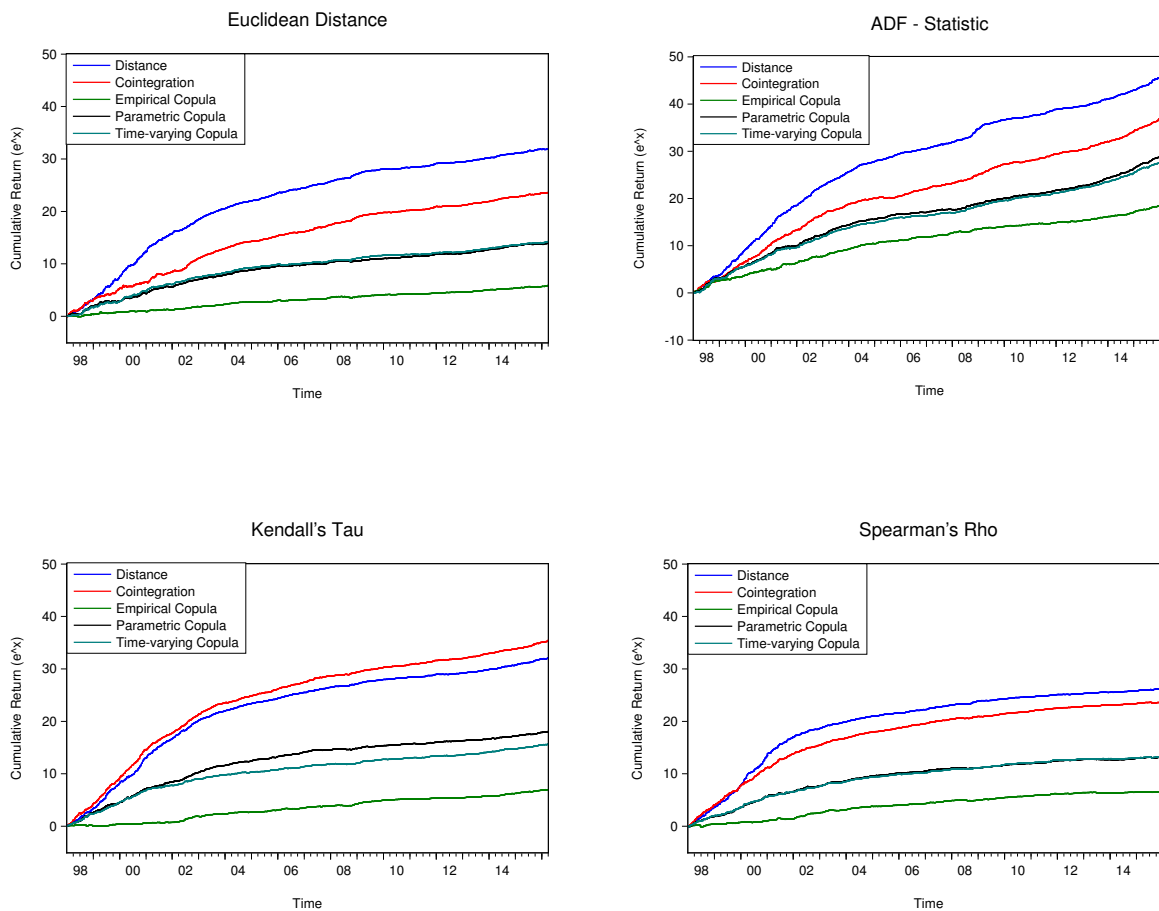 Euclidean Distance
50
40
30
20
10
0
Cumulative Return (e^x)
Distance
Cointegration
Empirical Copula
Parametric Copula
Time-varying Copula
98 00 02 04 06 08 10 12 14
Time
ADF - Statistic
50
40
30
20
10
0
-10
Cumulative Return (e^x)
Distance
Cointegration
Empirical Copula
Parametric Copula
Time-varying Copula
98 00 02 04 06 08 10 12 14
Time
Kendall's Tau
50
40
30
20
10
0
Cumulative Return (e^x)
Distance
Cointegration
Empirical Copula
Parametric Copula
Time-varying Copula
98 00 02 04 06 08 10 12 14
Time
Spearman's Rho
50
40
30
20
10
0
Cumulative Return (e^x)
Distance
Cointegration
Empirical Copula
Parametric Copula
Time-varying Copula
98 00 02 04 06 08 10 12 14
Time